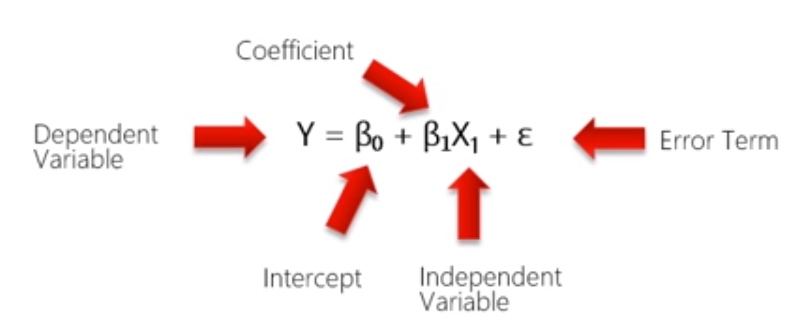 Coefficient
Dependent
Variable
Y = β₀ + β₁X₁ + ε
Error Term
Intercept
Independent
Variable